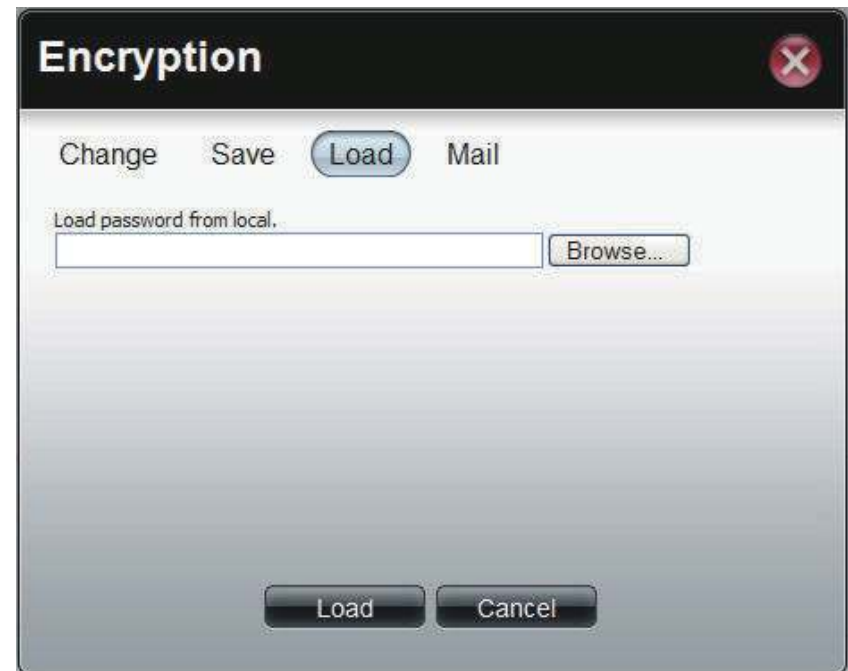 Encryption
Change Save Load Mail
Load password from local.
Browse...
Load Cancel